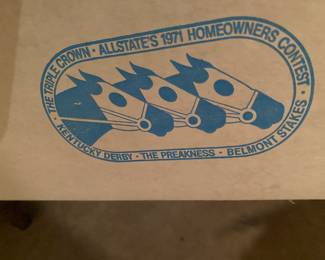 THE TRIPLE CROWN · ALLSTATE'S 1971 HOMEOWNERS CONTEST ·
KENTUCKY DERBY · THE PREAKNESS · BELMONT STAKES ·